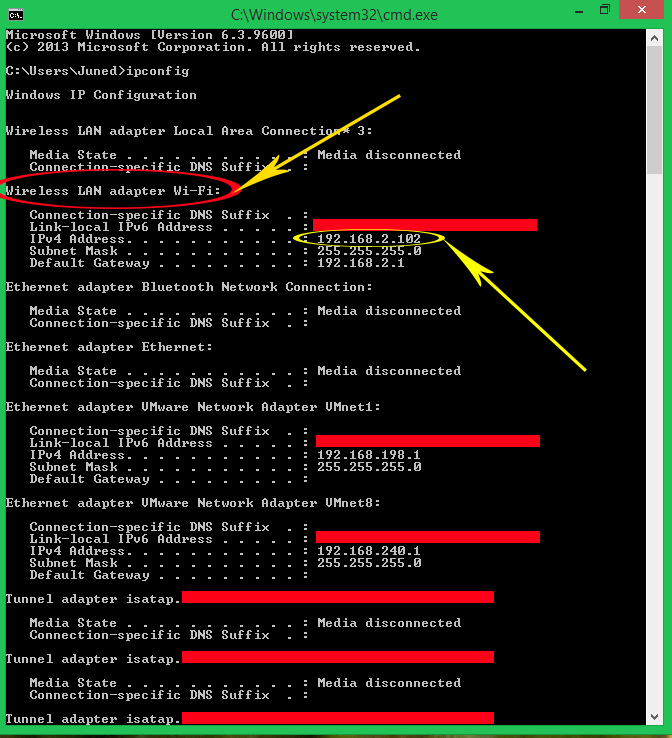 C:\Windows\system32\cmd.exe
Microsoft Windows [Version 6.3.9600]
(c) 2013 Microsoft Corporation. All rights reserved.
C:\Users\Juned>ipconfig
Windows IP Configuration
Wireless LAN adapter Local Area Connection* 3:
Media State . . . . . . . . . . . : Media disconnected
Connection-specific DNS Suffix  . :
Wireless LAN adapter Wi-Fi:
Connection-specific DNS Suffix  . :
Link-local IPv6 Address . . . . . :
IPv4 Address. . . . . . . . . . . : 192.168.2.102
Subnet Mask . . . . . . . . . . . : 255.255.255.0
Default Gateway . . . . . . . . . : 192.168.2.1
Ethernet adapter Bluetooth Network Connection:
Media State . . . . . . . . . . . : Media disconnected
Connection-specific DNS Suffix  . :
Ethernet adapter Ethernet:
Media State . . . . . . . . . . . : Media disconnected
Connection-specific DNS Suffix  . :
Ethernet adapter VMware Network Adapter VMnet1:
Connection-specific DNS Suffix  . :
Link-local IPv6 Address . . . . . :
IPv4 Address. . . . . . . . . . . : 192.168.198.1
Subnet Mask . . . . . . . . . . . : 255.255.255.0
Default Gateway . . . . . . . . . :
Ethernet adapter VMware Network Adapter VMnet8:
Connection-specific DNS Suffix  . :
Link-local IPv6 Address . . . . . :
IPv4 Address. . . . . . . . . . . : 192.168.240.1
Subnet Mask . . . . . . . . . . . : 255.255.255.0
Default Gateway . . . . . . . . . :
Tunnel adapter isatap.
Media State . . . . . . . . . . . : Media disconnected
Connection-specific DNS Suffix  . :
Tunnel adapter isatap.
Media State . . . . . . . . . . . : Media disconnected
Connection-specific DNS Suffix  . :
Tunnel adapter isatap.